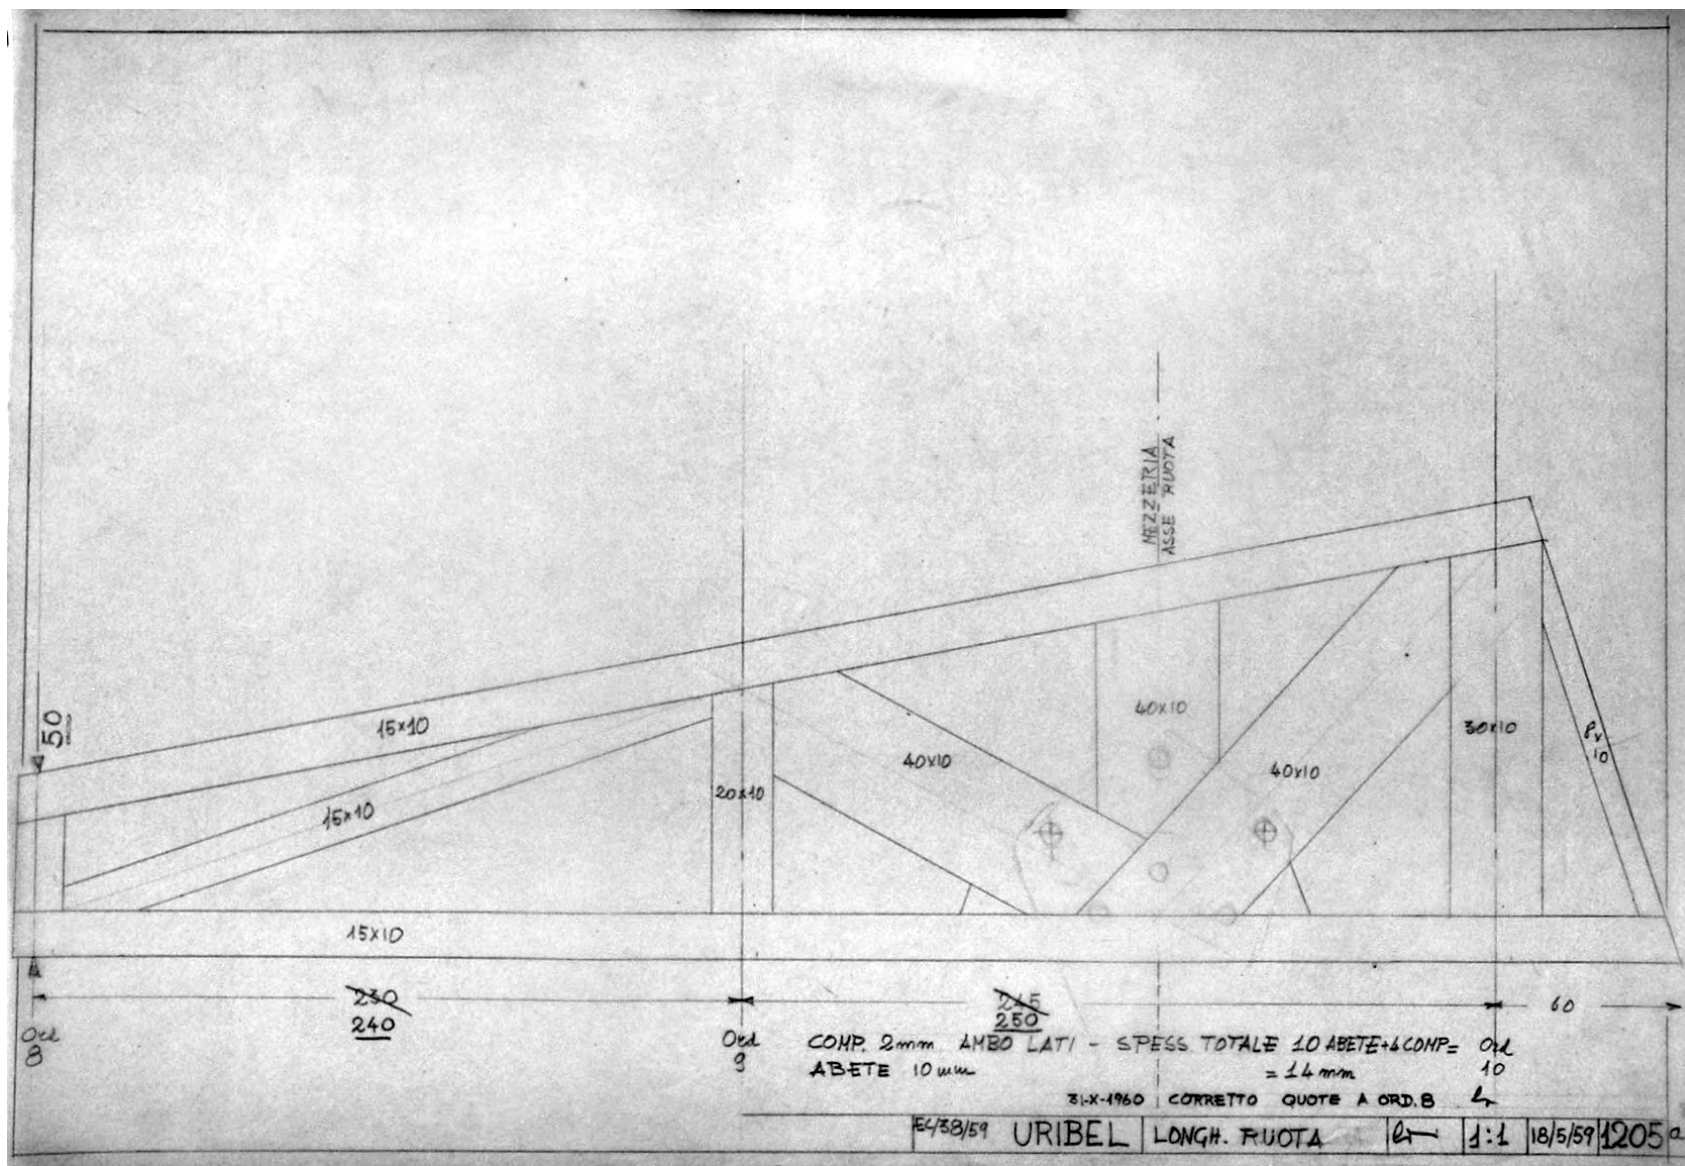 MEZZERIA
ASSE RUOTA
50
15×10
40×10
30×10
8×
10
15×10
20×10
40×10
40×10
15×10
230
240
245
250
60
Ord
8
Ord
9
Ord
10
COMP. 2mm AMBO LATI - SPESS. TOTALE 10 ABETE+4 COMP=
ABETE 10 mm
= 14 mm
31-X-1960 CORRETTO QUOTE A ORD. 8
EC/38/59 URIBEL LONGH. RUOTA 1:1 18/5/59 1205 a